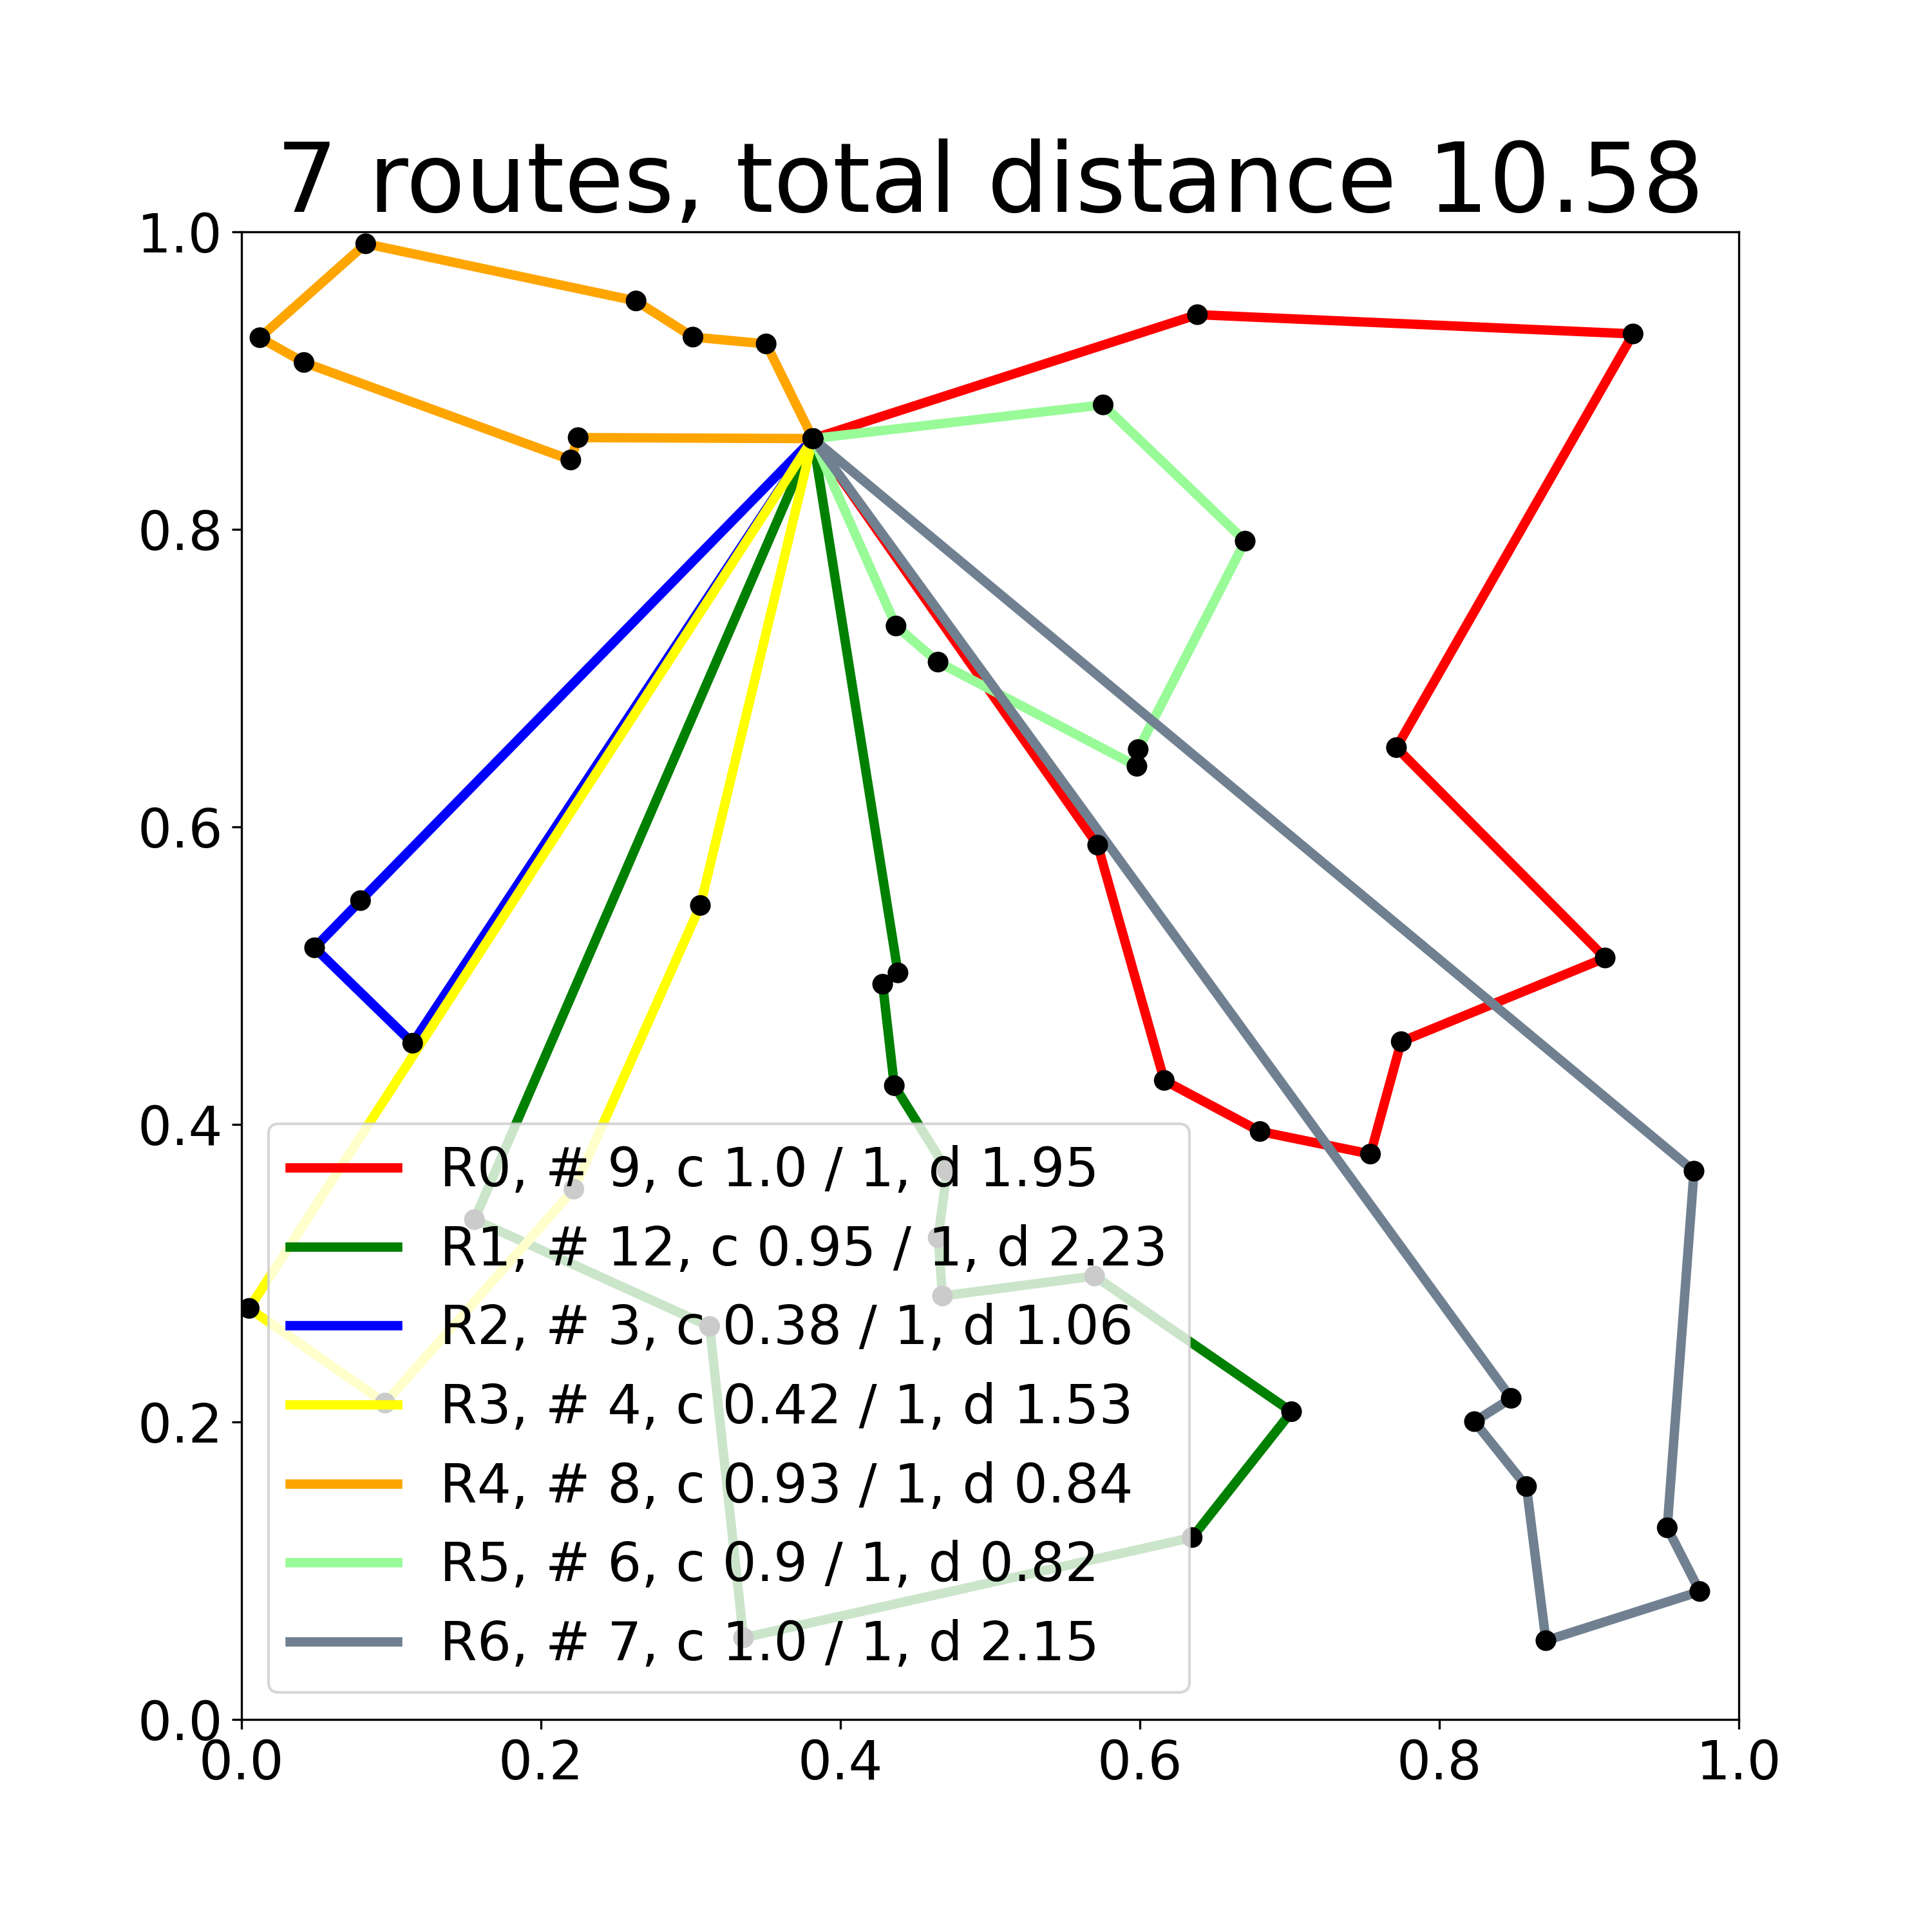 7 routes, total distance 10.58
1.0
0.8
0.6
0.4
0.2
0.0
R0, # 9, c 1.0 / 1, d 1.95
R1, # 12, c 0.95 / 1, d 2.23
R2, # 3, c 0.38 / 1, d 1.06
R3, # 4, c 0.42 / 1, d 1.53
R4, # 8, c 0.93 / 1, d 0.84
R5, # 6, c 0.9 / 1, d 0.82
R6, # 7, c 1.0 / 1, d 2.15
0.0 0.2 0.4 0.6 0.8 1.0